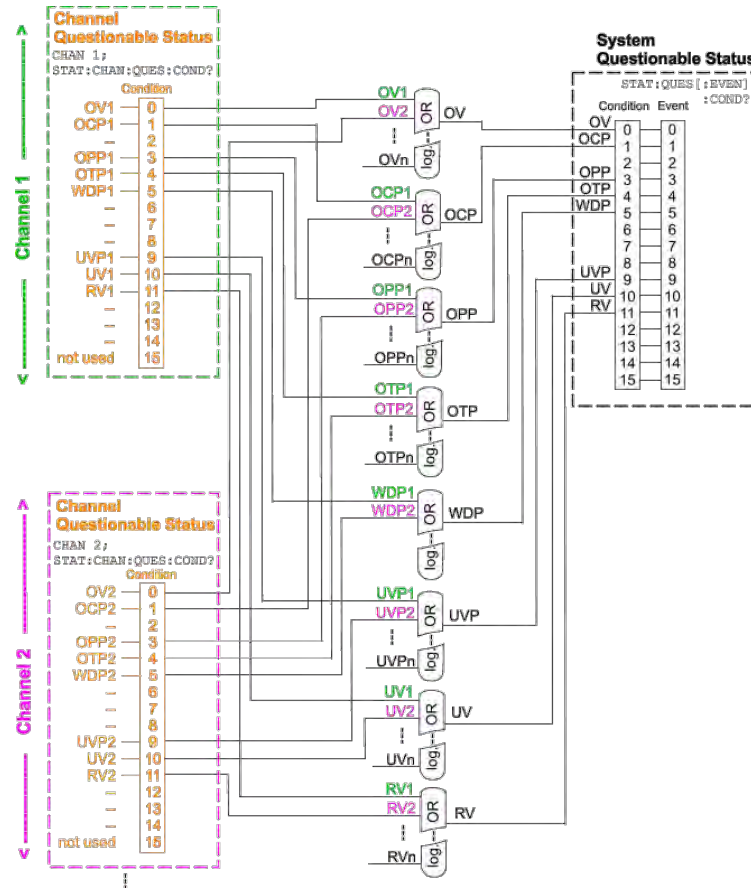 Channel
Questionable Status
CHAN 1;
STAT:CHAN:QUES:COND?
Condition
OV1 0
OCP1 1
– 2
OPP1 3
OTP1 4
WDP1 5
– 6
– 7
– 8
UVP1 9
UV1 10
RV1 11
– 12
– 13
– 14
not used 15
Channel 1
Channel
Questionable Status
CHAN 2;
STAT:CHAN:QUES:COND?
Condition
OV2 0
OCP2 1
– 2
OPP2 3
OTP2 4
WDP2 5
– 6
– 7
– 8
UVP2 9
UV2 10
RV2 11
– 12
– 13
– 14
not used 15
Channel 2
OV1
OV2 OR OV
OVn log.
OCP1
OCP2 OR OCP
OCPn log.
OPP1
OPP2 OR OPP
OPPn log.
OTP1
OTP2 OR OTP
OTPn log.
WDP1
WDP2 OR WDP
log.
UVP1
UVP2 OR UVP
UVPn log.
UV1
UV2 OR UV
UVn log.
RV1
RV2 OR RV
RVn log.
System
Questionable Status
STAT:QUES[:EVEN]
:COND?
Condition Event
OV 0 0
OCP 1 1
2 2
OPP 3 3
OTP 4 4
WDP 5 5
6 6
7 7
8 8
UVP 9 9
UV 10 10
RV 11 11
12 12
13 13
14 14
15 15